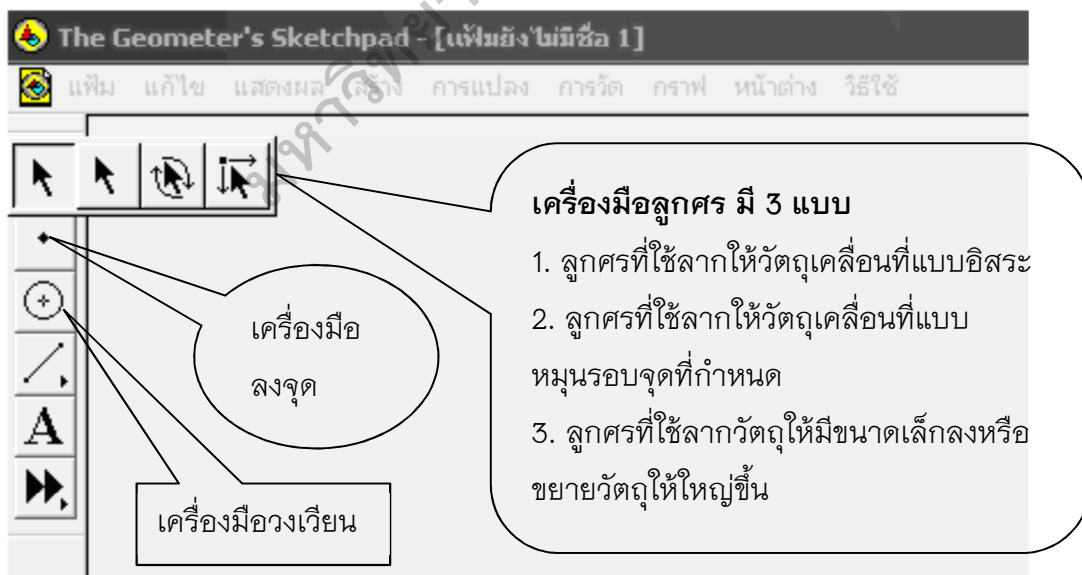 The Geometer's Sketchpad - [แฟ้มยังไม่มีชื่อ 1]
แฟ้ม แก้ไข แสดงผล สร้าง การแปลง การวัด กราฟ หน้าต่าง วิธีใช้
เครื่องมือลูกศร มี 3 แบบ
1. ลูกศรที่ใช้ลากให้วัตถุเคลื่อนที่แบบอิสระ
2. ลูกศรที่ใช้ลากให้วัตถุเคลื่อนที่แบบ
หมุนรอบจุดที่กำหนด
3. ลูกศรที่ใช้ลากวัตถุให้มีขนาดเล็กลงหรือ
ขยายวัตถุให้ใหญ่ขึ้น
เครื่องมือ
ลงจุด
A
เครื่องมือวงเวียน